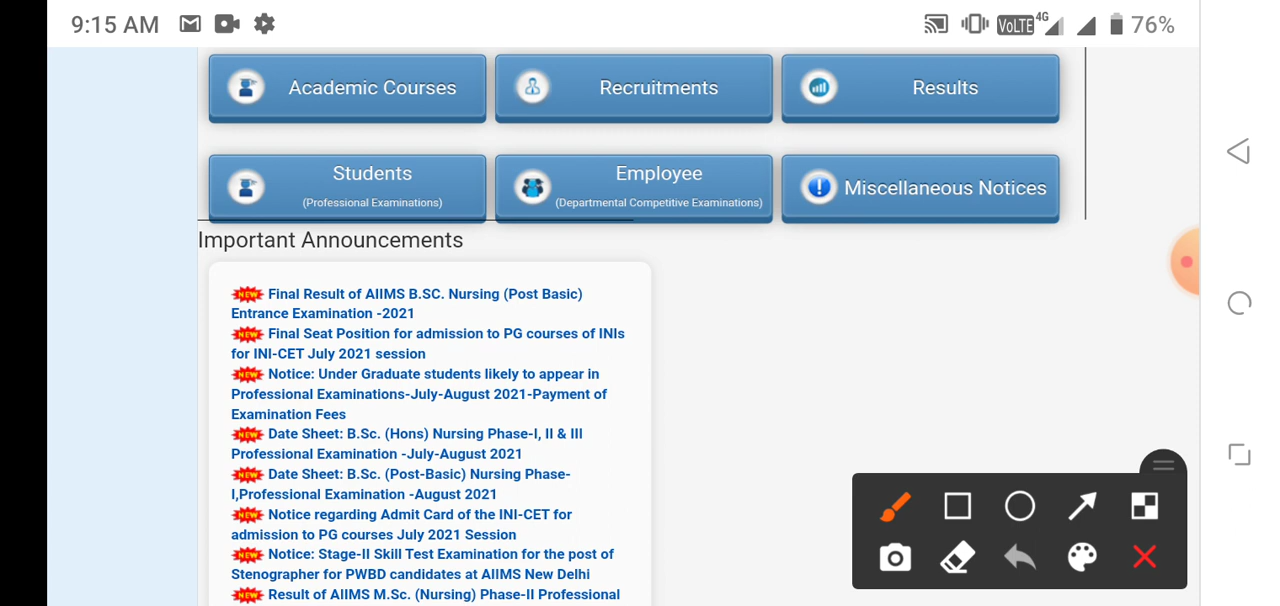 9:15 AM
VoLTE 4G 76%
Academic Courses
Recruitments
Results
Students
(Professional Examinations)
Employee
(Departmental Competitive Examinations)
Miscellaneous Notices
Important Announcements
NEW Final Result of AIIMS B.SC. Nursing (Post Basic)
Entrance Examination -2021
NEW Final Seat Position for admission to PG courses of INIs
for INI-CET July 2021 session
NEW Notice: Under Graduate students likely to appear in
Professional Examinations-July-August 2021-Payment of
Examination Fees
NEW Date Sheet: B.Sc. (Hons) Nursing Phase-I, II & III
Professional Examination -July-August 2021
NEW Date Sheet: B.Sc. (Post-Basic) Nursing Phase-
I,Professional Examination -August 2021
NEW Notice regarding Admit Card of the INI-CET for
admission to PG courses July 2021 Session
NEW Notice: Stage-II Skill Test Examination for the post of
Stenographer for PWBD candidates at AIIMS New Delhi
NEW Result of AIIMS M.Sc. (Nursing) Phase-II Professional